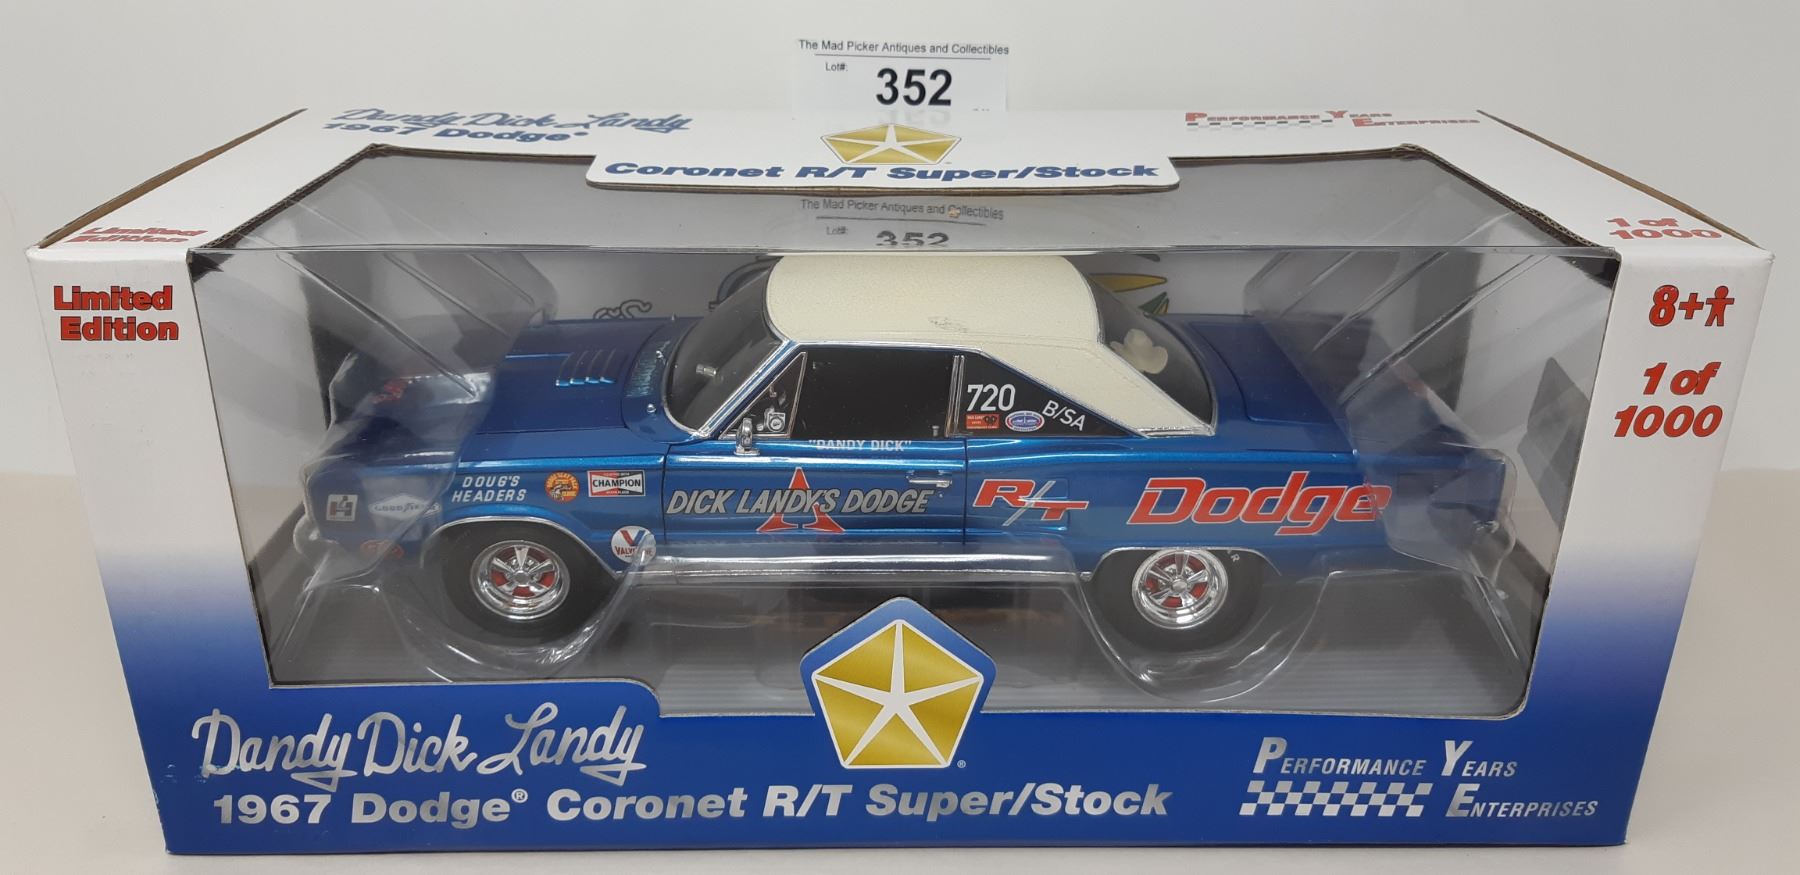 The Mad Picker Antiques and Collectibles
Lot#:
352
Dandy Dick Landy
1967 Dodge®
Performance Years
Enterprises
Coronet R/T Super/Stock
The Mad Picker Antiques and Collectibles
Lot#:
352
Limited
Edition
1 of
1000
Limited
Edition
8+
1 of
1000
720
B/SA
"DANDY DICK"
DOUG'S
HEADERS
CHAMPION
GOODYEAR
DICK LANDY'S DODGE
R/T
Dodge
VALVOLINE
Dandy Dick Landy
1967 Dodge® Coronet R/T Super/Stock
Performance Years
Enterprises